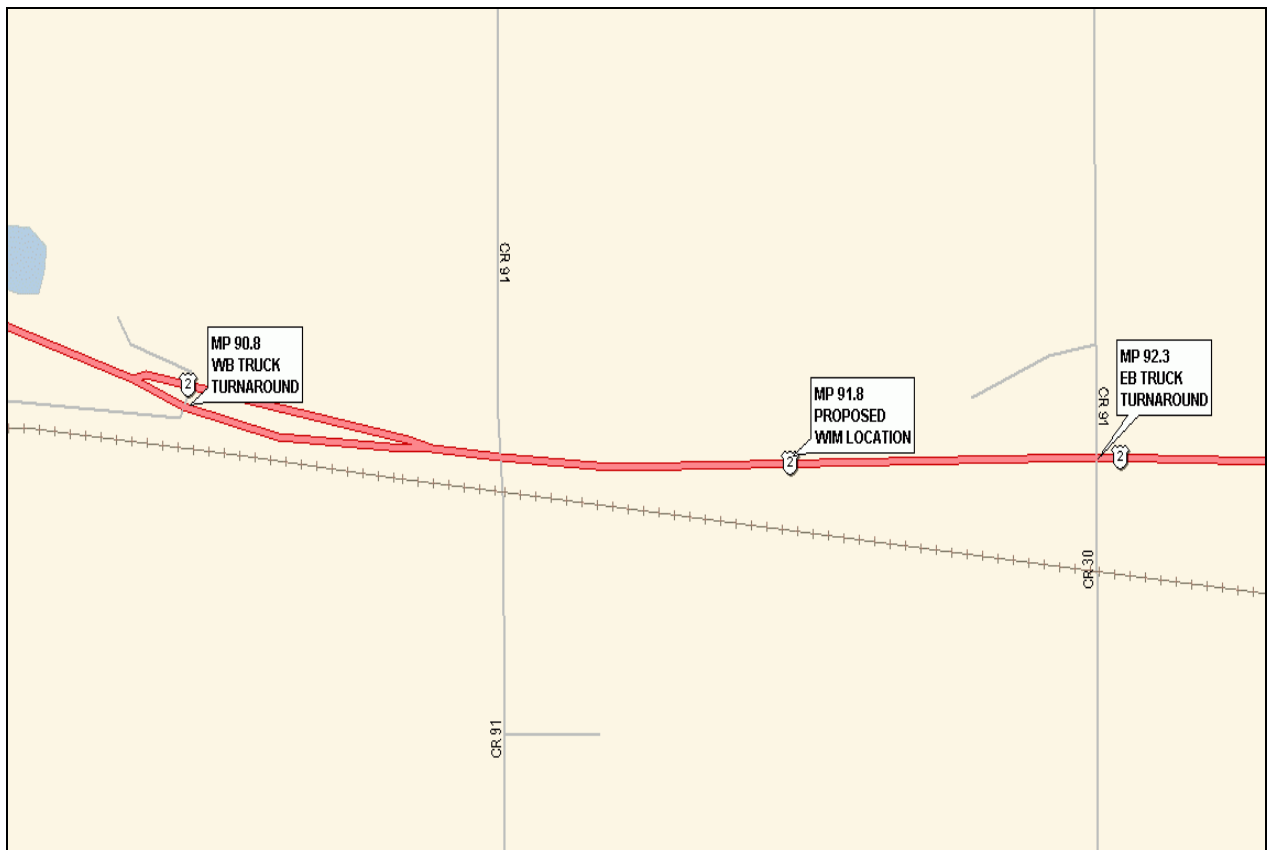 CR 91
MP 90.8
WB TRUCK
TURNAROUND
2
MP 91.8
PROPOSED
WIM LOCATION
2
MP 92.3
EB TRUCK
TURNAROUND
CR 91
2
CR 30
CR 91